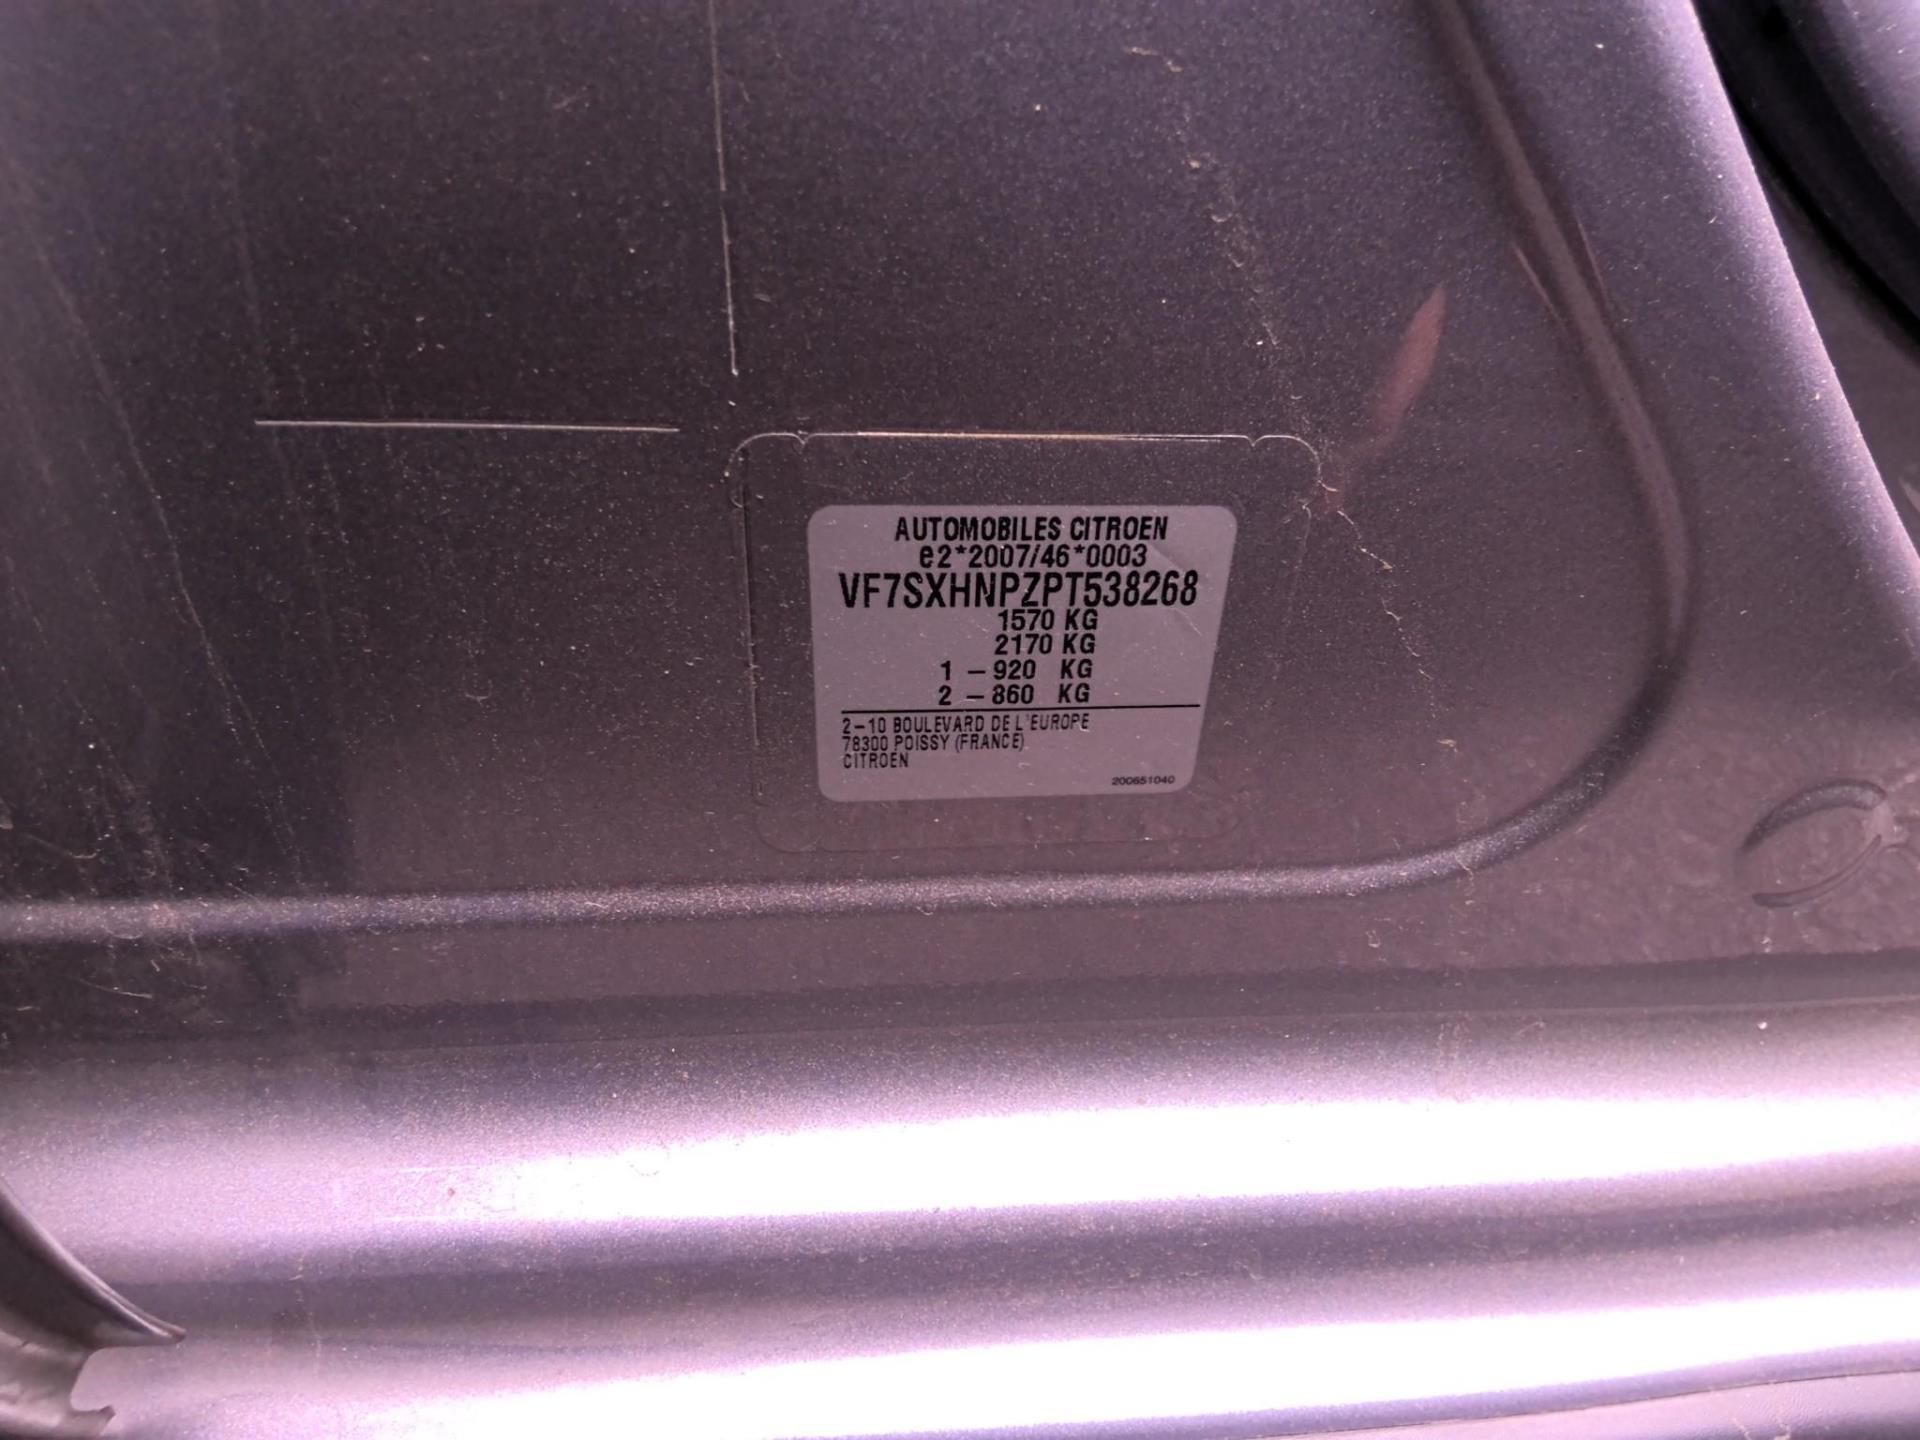 AUTOMOBILES CITROEN
e2*2007/46*0003
VF7SXHNPZPT538268
1570 KG
2170 KG
1 - 920 KG
2 - 860 KG
2-10 BOULEVARD DE L'EUROPE
78300 POISSY (FRANCE)
CITROEN
200651040